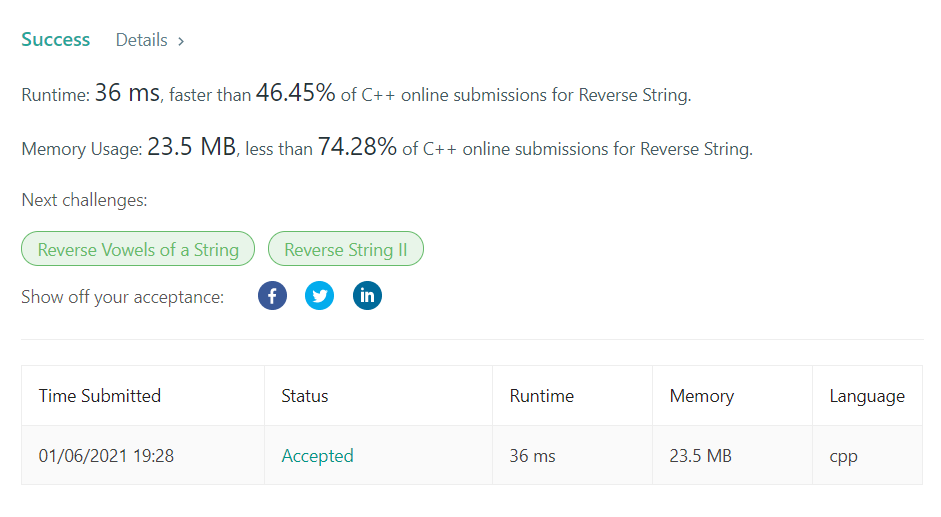 Success Details >
Runtime: 36 ms, faster than 46.45% of C++ online submissions for Reverse String.
Memory Usage: 23.5 MB, less than 74.28% of C++ online submissions for Reverse String.
Next challenges:
Reverse Vowels of a String Reverse String II
Show off your acceptance: f in
Time Submitted Status Runtime Memory Language
01/06/2021 19:28 Accepted 36 ms 23.5 MB cpp